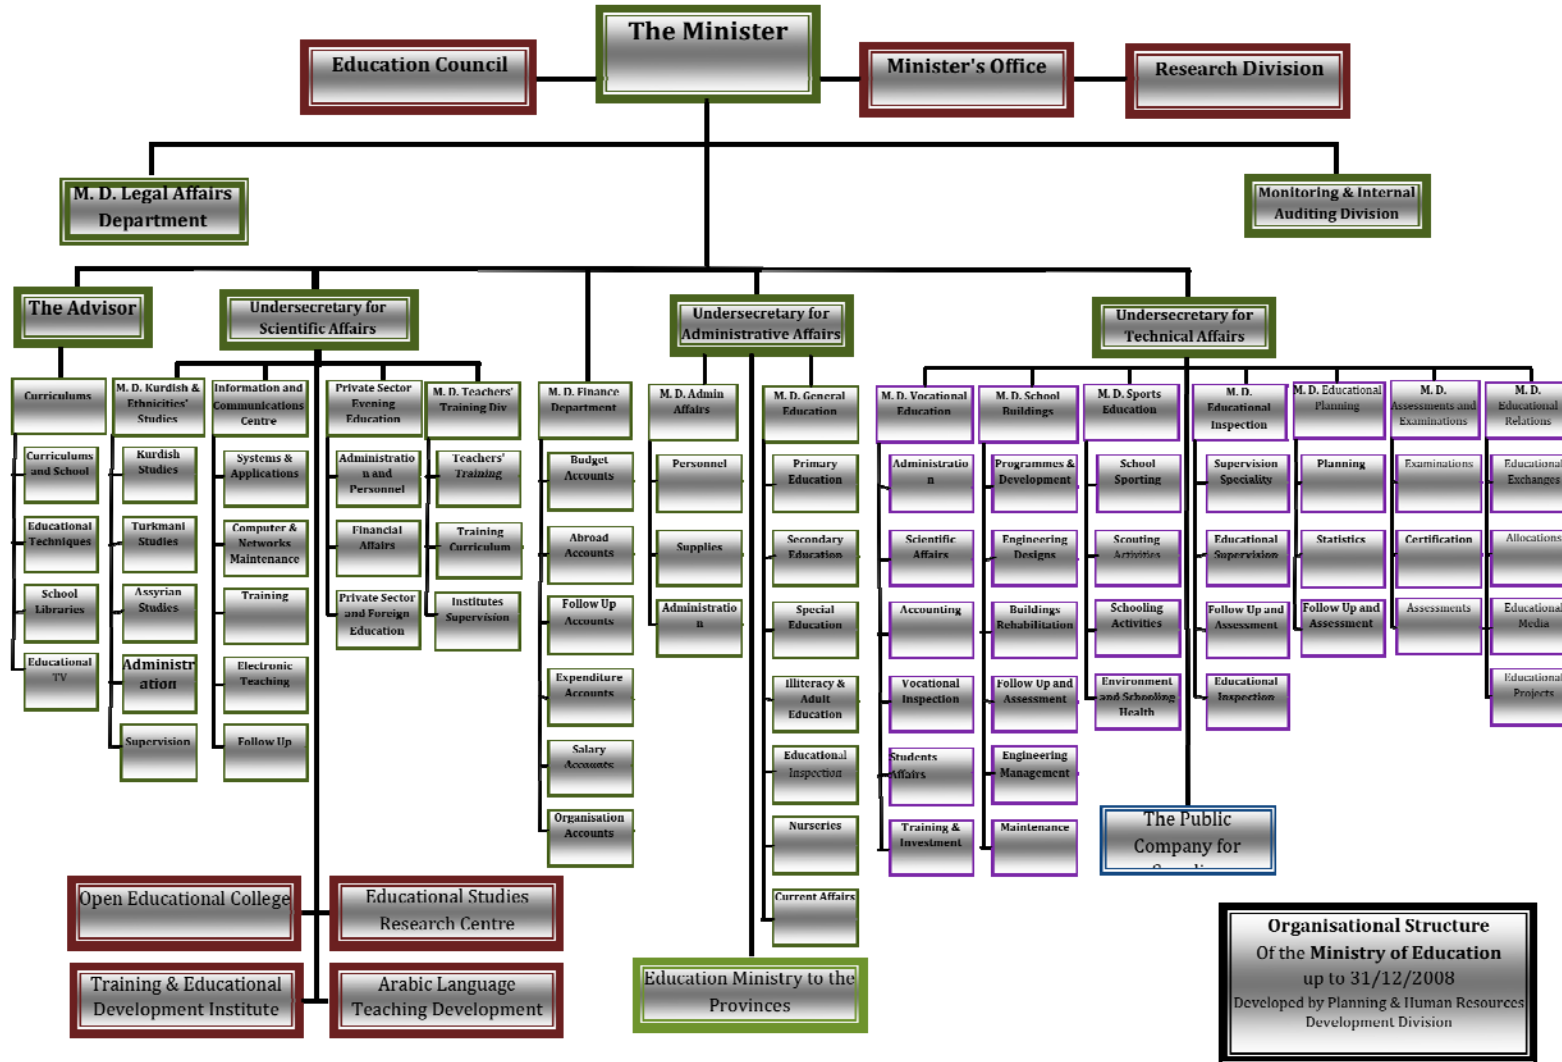 The Minister
Education Council
Minister's Office
Research Division
M. D. Legal Affairs
Department
Monitoring & Internal
Auditing Division
The Advisor
Undersecretary for
Scientific Affairs
Undersecretary for
Administrative Affairs
Undersecretary for
Technical Affairs
Curriculums
Curriculums
and School
Educational
Techniques
School
Libraries
Educational
TV
M. D. Kurdish &
Ethnicities'
Studies
Kurdish
Studies
Turkmani
Studies
Assyrian
Studies
Administr
ation
Supervision
Information and
Communications
Centre
Systems &
Applications
Computer &
Networks
Maintenance
Training
Electronic
Teaching
Follow Up
Private Sector
Evening
Education
Administratio
n and
Personnel
Financial
Affairs
Private Sector
and Foreign
Education
M. D. Teachers'
Training Div
Teachers'
Training
Training
Curriculum
Institutes
Supervision
M. D. Finance
Department
Budget
Accounts
Abroad
Accounts
Follow Up
Accounts
Expenditure
Accounts
Salary
Accounts
Organisation
Accounts
M. D. Admin
Affairs
Personnel
Supplies
Administratio
n
M. D. General
Education
Primary
Education
Secondary
Education
Special
Education
Illiteracy &
Adult
Education
Educational
Inspection
Nurseries
Current Affairs
M. D. Vocational
Education
Administratio
n
Scientific
Affairs
Accounting
Vocational
Inspection
Students
Affairs
Training &
Investment
M. D. School
Buildings
Programmes &
Development
Engineering
Designs
Buildings
Rehabilitation
Follow Up and
Assessment
Engineering
Management
Maintenance
M. D. Sports
Education
School
Sporting
Scouting
Activities
Schooling
Activities
Environment
and Schooling
Health
M. D.
Educational
Inspection
Supervision
Speciality
Educational
Supervision
Follow Up and
Assessment
Educational
Inspection
M. D. Educational
Planning
Planning
Statistics
Follow Up and
Assessment
M. D.
Assessments and
Examinations
Examinations
Certification
Assessments
M. D.
Educational
Relations
Educational
Exchanges
Allocations
Educational
Media
Educational
Projects
The Public
Company for
Open Educational College
Educational Studies
Research Centre
Training & Educational
Development Institute
Arabic Language
Teaching Development
Education Ministry to the
Provinces
Organisational Structure
Of the Ministry of Education
up to 31/12/2008
Developed by Planning & Human Resources
Development Division